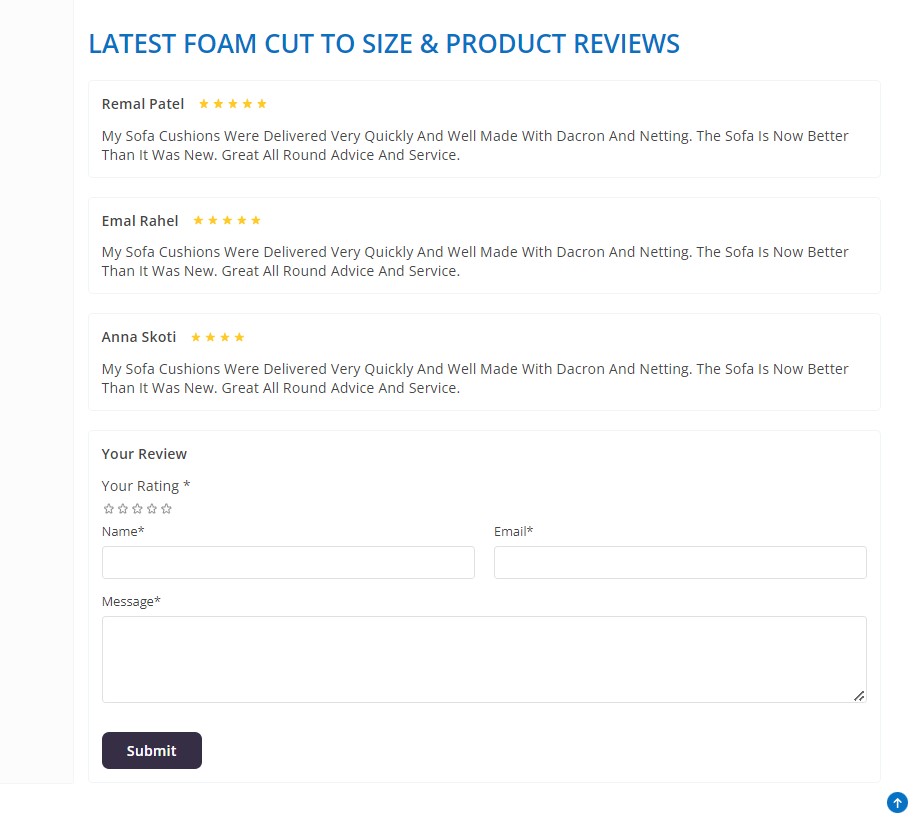 LATEST FOAM CUT TO SIZE & PRODUCT REVIEWS
Remal Patel
My Sofa Cushions Were Delivered Very Quickly And Well Made With Dacron And Netting. The Sofa Is Now Better
Than It Was New. Great All Round Advice And Service.
Emal Rahel
My Sofa Cushions Were Delivered Very Quickly And Well Made With Dacron And Netting. The Sofa Is Now Better
Than It Was New. Great All Round Advice And Service.
Anna Skoti
My Sofa Cushions Were Delivered Very Quickly And Well Made With Dacron And Netting. The Sofa Is Now Better
Than It Was New. Great All Round Advice And Service.
Your Review
Your Rating *
Name* Email*
Message*
Submit